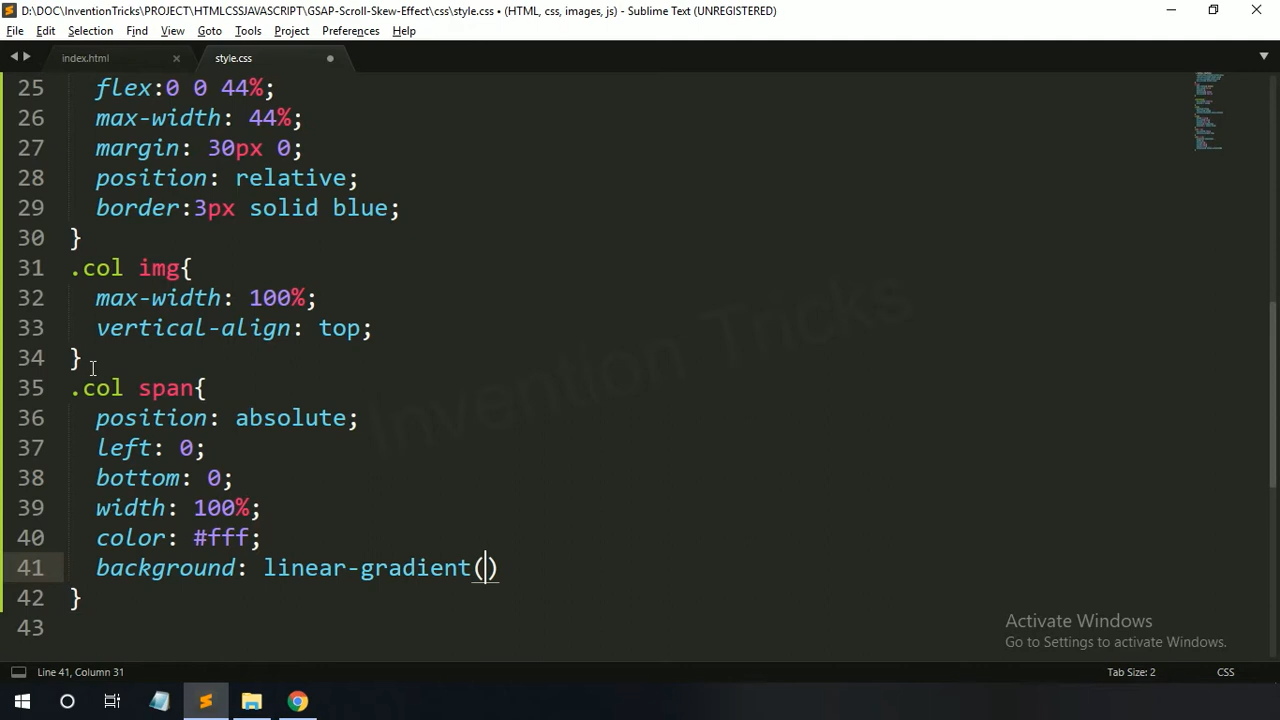 D:\DOC\InventionTricks\PROJECT\HTMLCSSJAVASCRIPT\GSAP-Scroll-Skew-Effect\css\style.css • (HTML, css, images, js) - Sublime Text (UNREGISTERED)
File Edit Selection Find View Goto Tools Project Preferences Help
index.html style.css
25 flex:0 0 44%;
26 max-width: 44%;
27 margin: 30px 0;
28 position: relative;
29 border:3px solid blue;
30 }
31 .col img{
32 max-width: 100%;
33 vertical-align: top;
34 }
35 .col span{
36 position: absolute;
37 left: 0;
38 bottom: 0;
39 width: 100%;
40 color: #fff;
41 background: linear-gradient()
42 }
43
Invention Tricks
Activate Windows
Go to Settings to activate Windows.
Line 41, Column 31 Tab Size: 2 CSS